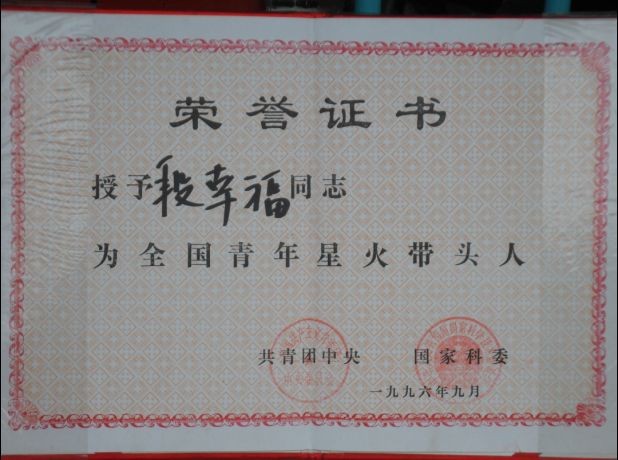 荣誉证书
授予段幸福同志
为全国青年星火带头人
共青团中央 国家科委
一九九六年九月